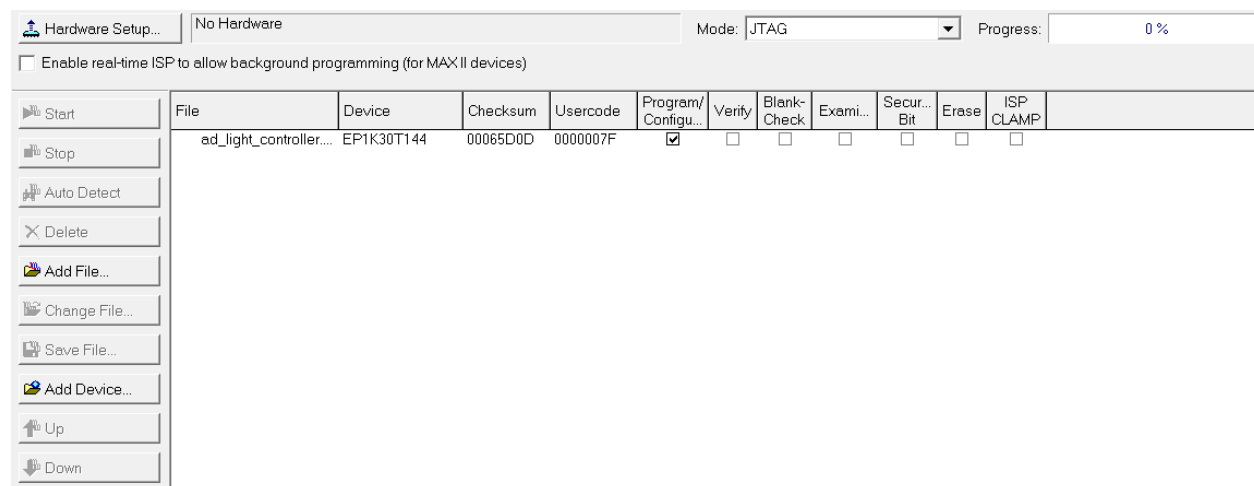 Hardware Setup... No Hardware Mode: JTAG Progress: 0 %
Enable real-time ISP to allow background programming (for MAX II devices)
Start
Stop
Auto Detect
Delete
Add File...
Change File...
Save File...
Add Device...
Up
Down
File Device Checksum Usercode Program/ Configu... Verify Blank- Check Exami... Secur... Bit Erase ISP CLAMP
ad_light_controller.... EP1K30T144 00065D0D 0000007F